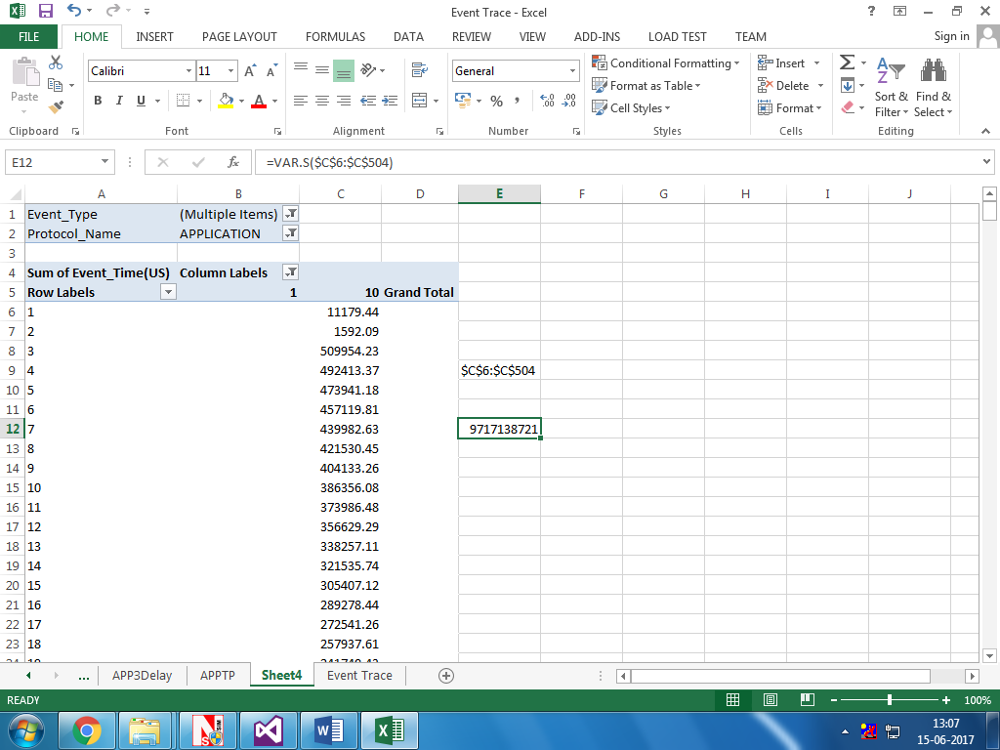 Event Trace - Excel
?
FILE HOME INSERT PAGE LAYOUT FORMULAS DATA REVIEW VIEW ADD-INS LOAD TEST TEAM Sign in
Paste
Calibri 11 A A
B I U A
General
% ,
Conditional Formatting
Format as Table
Cell Styles
Insert
Delete
Format
Sort & Filter
Find & Select
Clipboard Font Alignment Number Styles Cells Editing
E12 fx =VAR.S($C$6:$C$504)
A B C D E F G H I J
1 Event_Type (Multiple Items)
2 Protocol_Name APPLICATION
3
4 Sum of Event_Time(US) Column Labels
5 Row Labels 1 10 Grand Total
6 1 11179.44
7 2 1592.09
8 3 509954.23
9 4 492413.37 $C$6:$C$504
10 5 473941.18
11 6 457119.81
12 7 439982.63 9717138721
13 8 421530.45
14 9 404133.26
15 10 386356.08
16 11 373986.48
17 12 356629.29
18 13 338257.11
19 14 321535.74
20 15 305407.12
21 16 289278.44
22 17 272541.26
23 18 257937.61
... APP3Delay APPTP Sheet4 Event Trace
READY 100%
13:07
15-06-2017